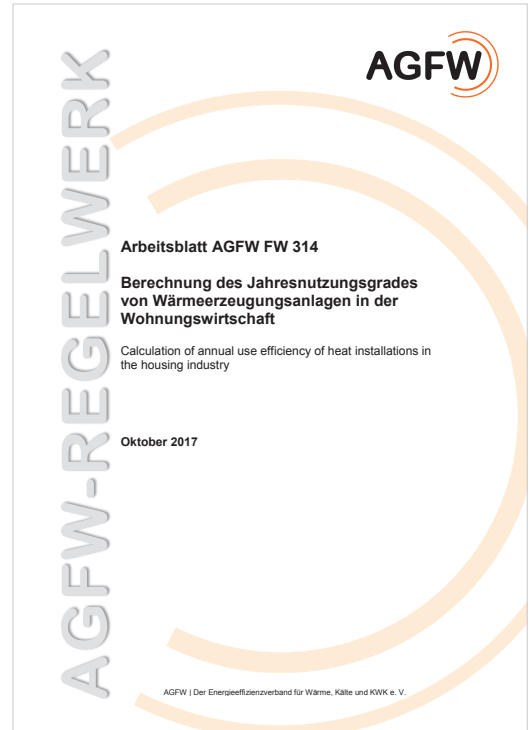 AGFW
AGFW-REGELWERK
Arbeitsblatt AGFW FW 314
Berechnung des Jahresnutzungsgrades
von Wärmeerzeugungsanlagen in der
Wohnungswirtschaft
Calculation of annual use efficiency of heat installations in
the housing industry
Oktober 2017
AGFW | Der Energieeffizienzverband für Wärme, Kälte und KWK e. V.